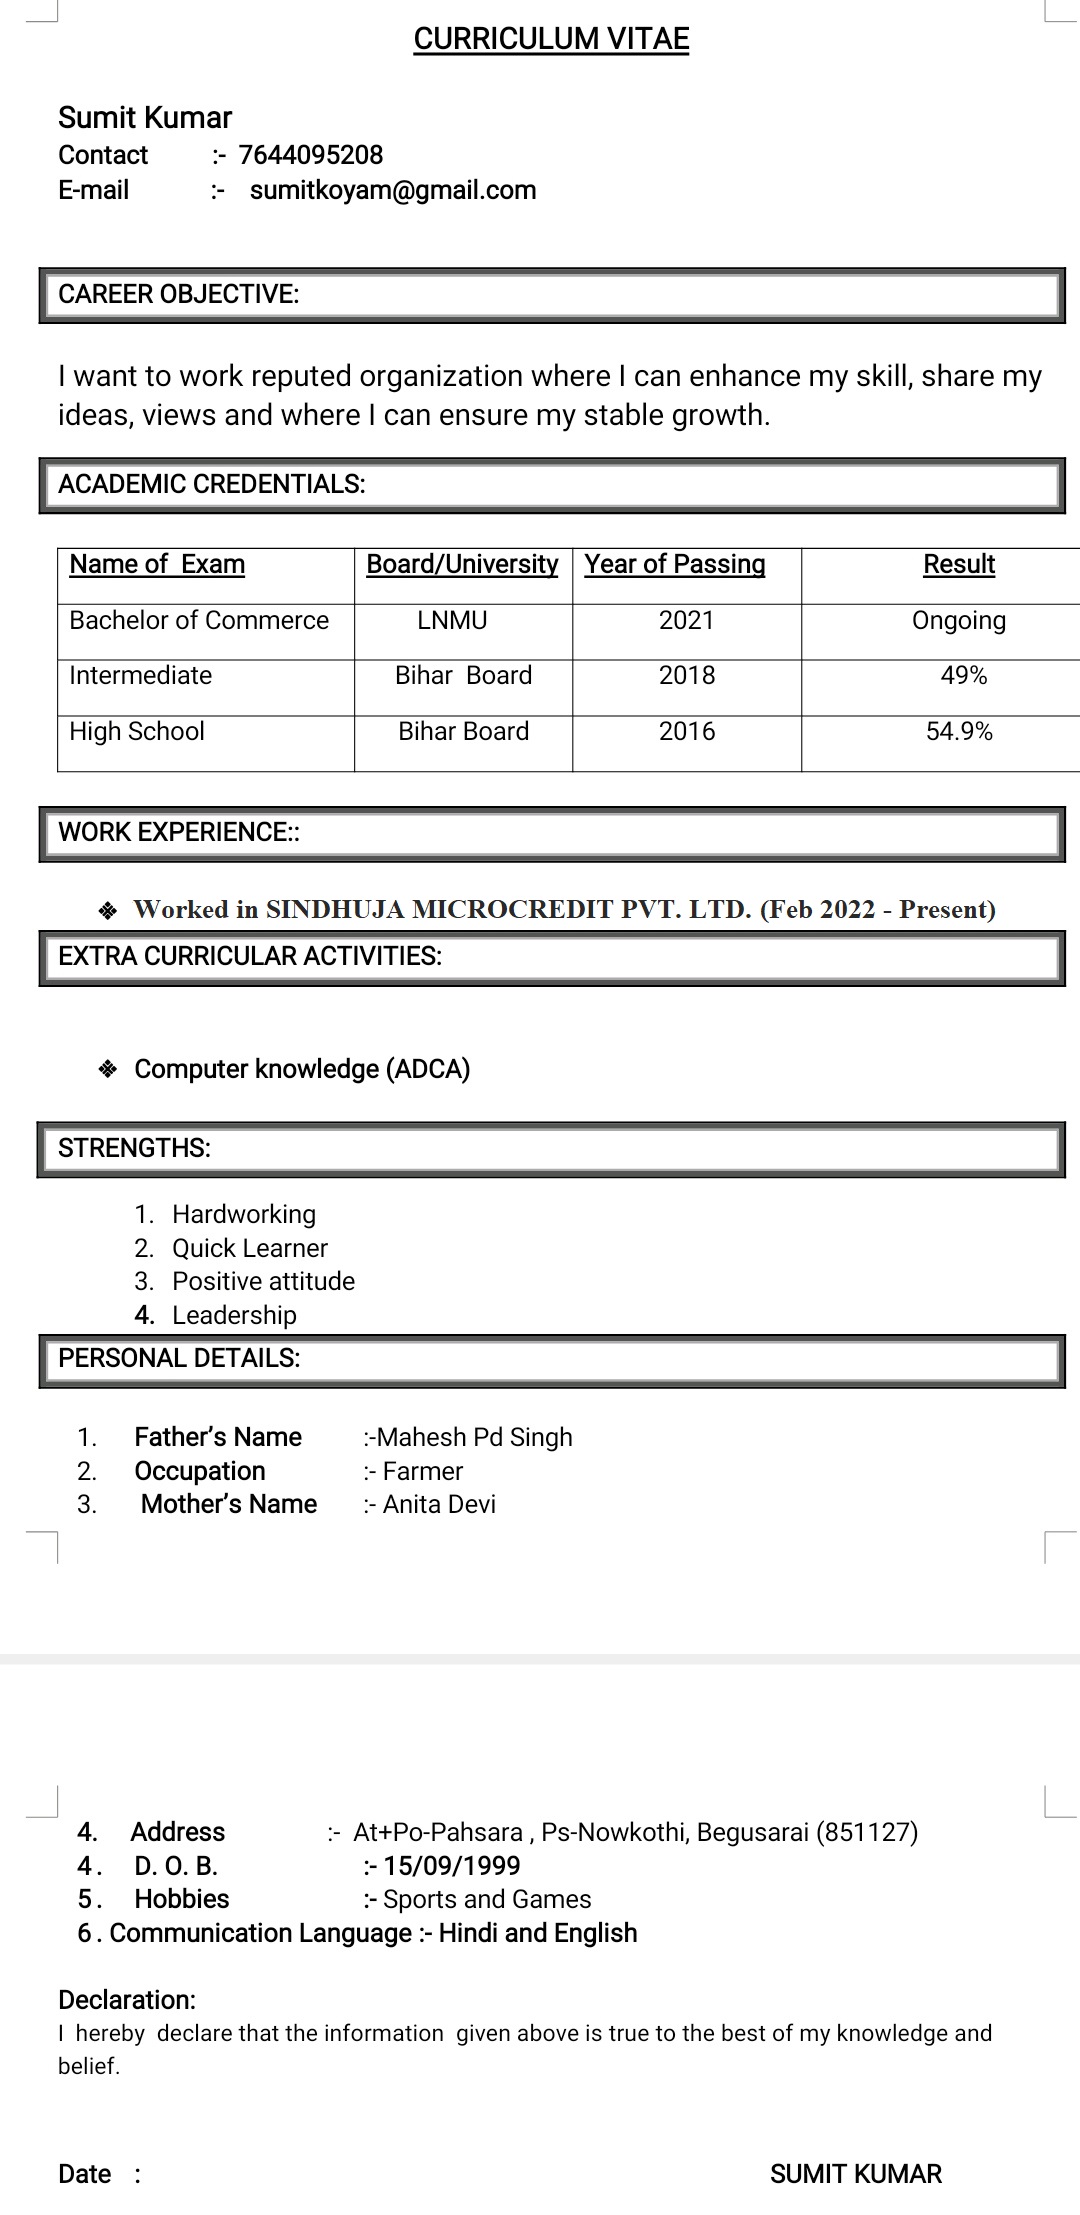 CURRICULUM VITAE
Sumit Kumar
Contact :- 7644095208
E-mail :- sumitkoyam@gmail.com
CAREER OBJECTIVE:
I want to work reputed organization where I can enhance my skill, share my
ideas, views and where I can ensure my stable growth.
ACADEMIC CREDENTIALS:
Name of Exam Board/University Year of Passing Result
Bachelor of Commerce LNMU 2021 Ongoing
Intermediate Bihar Board 2018 49%
High School Bihar Board 2016 54.9%
WORK EXPERIENCE::
❖ Worked in SINDHUJA MICROCREDIT PVT. LTD. (Feb 2022 - Present)
EXTRA CURRICULAR ACTIVITIES:
❖ Computer knowledge (ADCA)
STRENGTHS:
1. Hardworking
2. Quick Learner
3. Positive attitude
4. Leadership
PERSONAL DETAILS:
1. Father’s Name :-Mahesh Pd Singh
2. Occupation :- Farmer
3. Mother’s Name :- Anita Devi
4. Address :- At+Po-Pahsara , Ps-Nowkothi, Begusarai (851127)
4. D. O. B. :- 15/09/1999
5. Hobbies :- Sports and Games
6. Communication Language :- Hindi and English
Declaration:
I hereby declare that the information given above is true to the best of my knowledge and
belief.
Date : SUMIT KUMAR